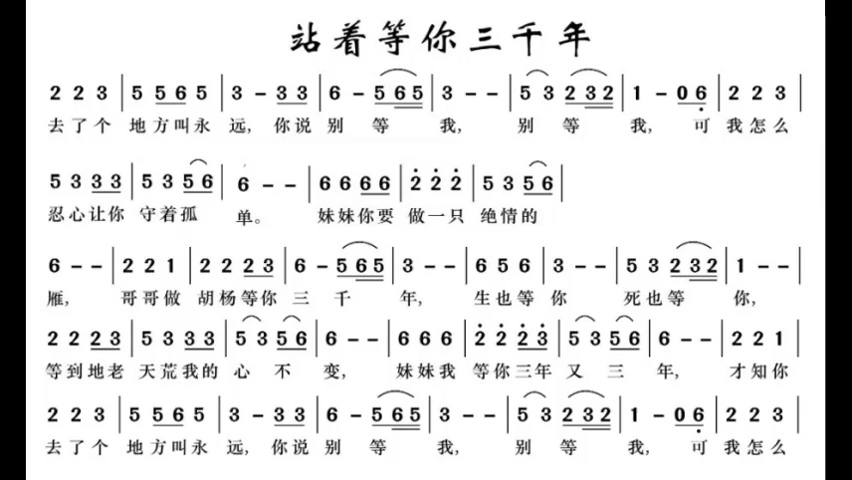 站着等你三千年
2 2 3 | 5 5 6 5 | 3 - 3 3 | 6 - 5 6 5 | 3 - - | 5 3 2 3 2 | 1 - 0 6 | 2 2 3 |
去了个 地方叫永 远, 你说 别 等 我, 别 等 我, 可 我怎么
5 3 3 3 | 5 3 5 6 | 6 - - | 6 6 6 6 | 2 2 2 | 5 3 5 6 |
忍心让你 守着孤 单。 妹妹你要 做一只 绝情的
6 - - | 2 2 1 | 2 2 2 3 | 6 - 5 6 5 | 3 - - | 6 5 6 | 3 - - | 5 3 2 3 2 | 1 - - |
雁, 哥哥做 胡杨等你 三 千 年, 生也等 你 死也等 你,
2 2 2 3 | 5 3 3 3 | 5 3 5 6 | 6 - - | 6 6 6 | 2 2 2 3 | 5 3 5 6 | 6 - - | 2 2 1 |
等到地老 天荒我的 心 不 变, 妹妹我 等你三年 又 三 年, 才知你
2 2 3 | 5 5 6 5 | 3 - 3 3 | 6 - 5 6 5 | 3 - - | 5 3 2 3 2 | 1 - 0 6 | 2 2 3 |
去了个 地方叫永 远, 你说 别 等 我, 别 等 我, 可 我怎么